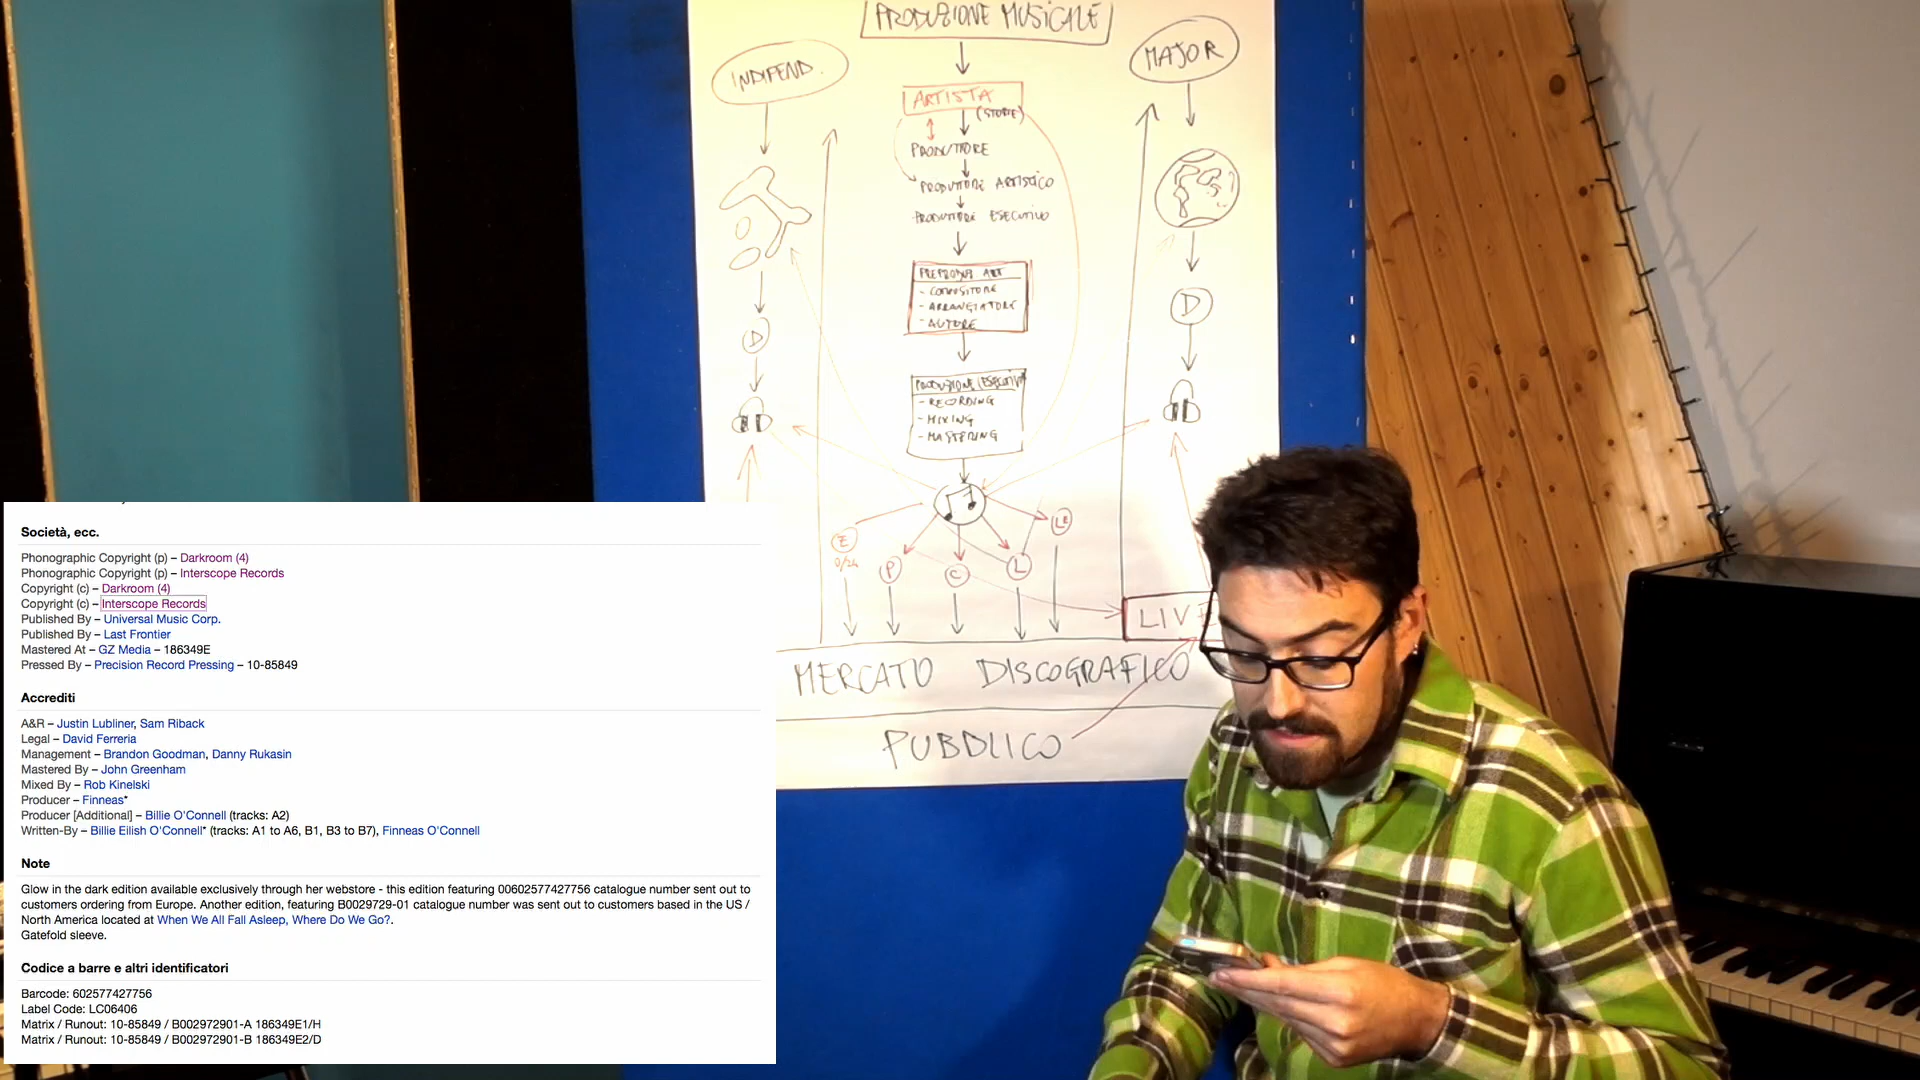 PRODUZIONE MUSICALE
INDIPEND.
MAJOR
ARTISTA
(STORIE)
PRODUTTORE
PRODUTTORE ARTISTICO
PRODUTTORE ESECUTIVO
- COMPOSITORE
- ARRANGIATORE
- AUTORE
D
D
- RECORDING
- MIXING
- MASTERING
E
P
C
L
LE
LIVE
MERCATO DISCOGRAFICO
PUBBLICO
Società, ecc.
Phonographic Copyright (p) – Darkroom (4)
Phonographic Copyright (p) – Interscope Records
Copyright (c) – Darkroom (4)
Copyright (c) – Interscope Records
Published By – Universal Music Corp.
Published By – Last Frontier
Mastered At – GZ Media – 186349E
Pressed By – Precision Record Pressing – 10-85849
Accrediti
A&R – Justin Lubliner, Sam Riback
Legal – David Ferreria
Management – Brandon Goodman, Danny Rukasin
Mastered By – John Greenham
Mixed By – Rob Kinelski
Producer – Finneas*
Producer [Additional] – Billie O'Connell (tracks: A2)
Written-By – Billie Eilish O'Connell* (tracks: A1 to A6, B1, B3 to B7), Finneas O'Connell
Note
Glow in the dark edition available exclusively through her webstore - this edition featuring 00602577427756 catalogue number sent out to
customers ordering from Europe. Another edition, featuring B0029729-01 catalogue number was sent out to customers based in the US /
North America located at When We All Fall Asleep, Where Do We Go?.
Gatefold sleeve.
Codice a barre e altri identificatori
Barcode: 602577427756
Label Code: LC06406
Matrix / Runout: 10-85849 / B002972901-A 186349E1/H
Matrix / Runout: 10-85849 / B002972901-B 186349E2/D